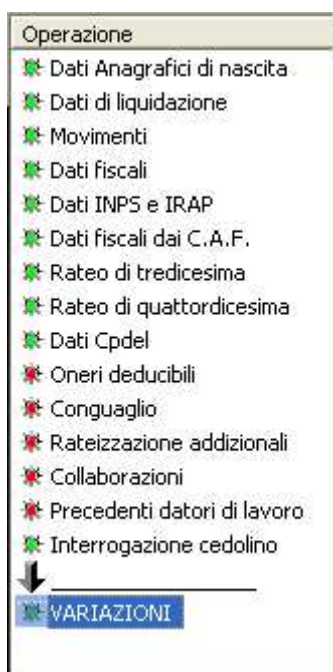 Operazione
Dati Anagrafici di nascita
Dati di liquidazione
Movimenti
Dati fiscali
Dati INPS e IRAP
Dati fiscali dai C.A.F.
Rateo di tredicesima
Rateo di quattordicesima
Dati Cpdel
Oneri deducibili
Conguaglio
Rateizzazione addizionali
Collaborazioni
Precedenti datori di lavoro
Interrogazione cedolino
VARIAZIONI